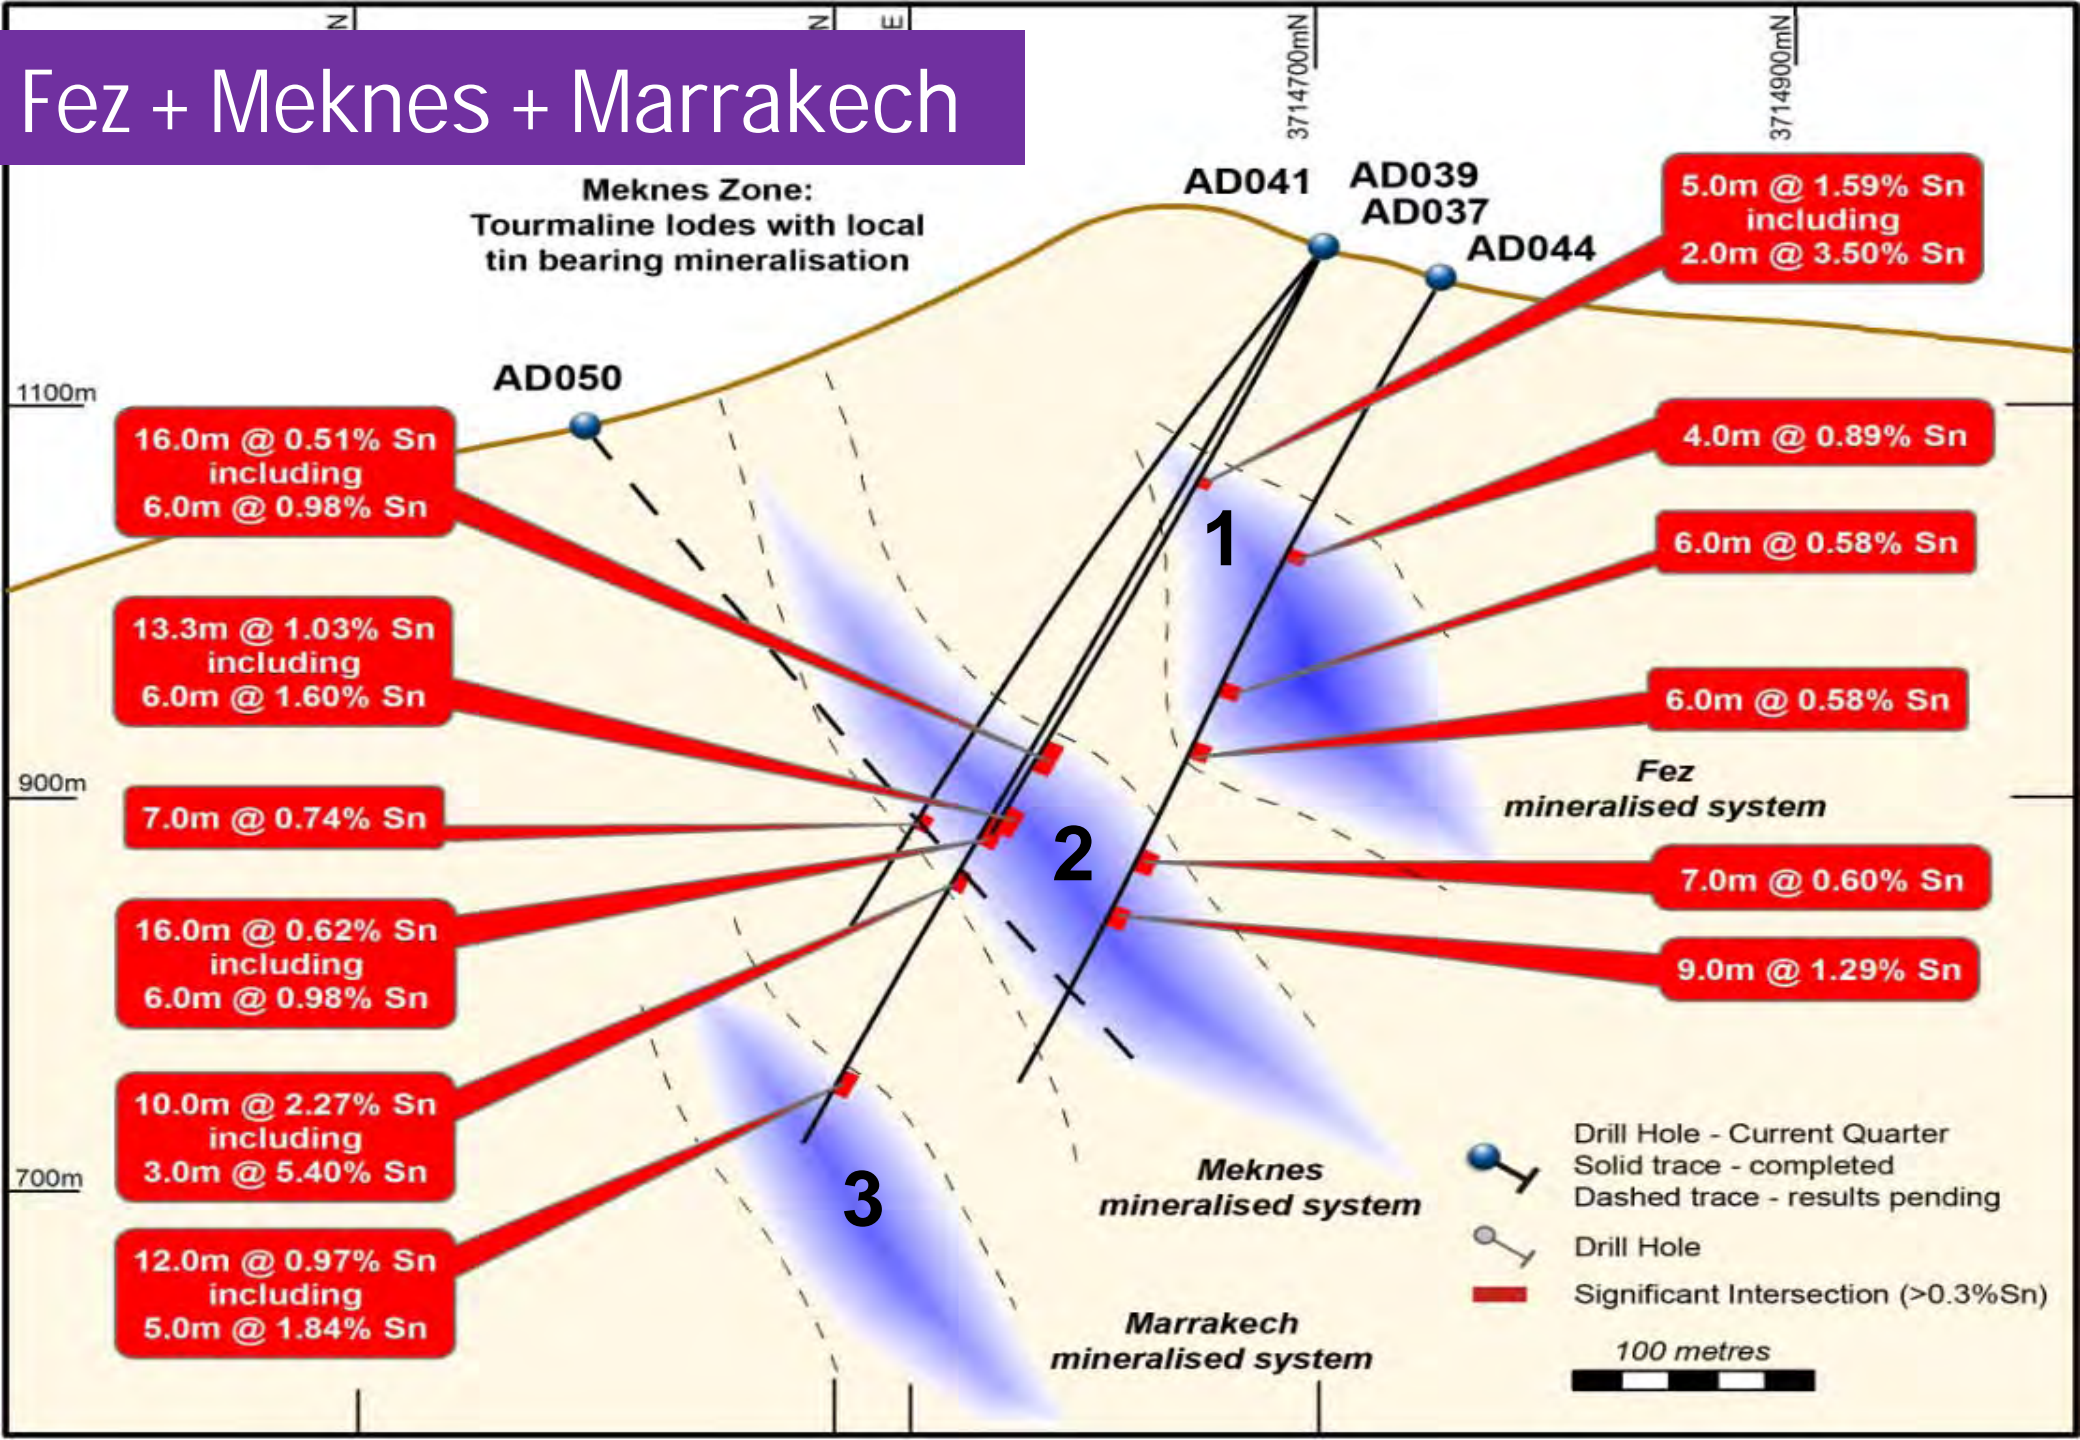 N
N
E
3714700mN
3714900mN
Fez + Meknes + Marrakech
Meknes Zone:
Tourmaline lodes with local
tin bearing mineralisation
AD041
AD039
AD037
AD044
AD050
1100m
900m
700m
16.0m @ 0.51% Sn
including
6.0m @ 0.98% Sn
13.3m @ 1.03% Sn
including
6.0m @ 1.60% Sn
7.0m @ 0.74% Sn
16.0m @ 0.62% Sn
including
6.0m @ 0.98% Sn
10.0m @ 2.27% Sn
including
3.0m @ 5.40% Sn
12.0m @ 0.97% Sn
including
5.0m @ 1.84% Sn
5.0m @ 1.59% Sn
including
2.0m @ 3.50% Sn
4.0m @ 0.89% Sn
6.0m @ 0.58% Sn
6.0m @ 0.58% Sn
7.0m @ 0.60% Sn
9.0m @ 1.29% Sn
1
2
3
Fez
mineralised system
Meknes
mineralised system
Marrakech
mineralised system
Drill Hole - Current Quarter
Solid trace - completed
Dashed trace - results pending
Drill Hole
Significant Intersection (>0.3%Sn)
100 metres